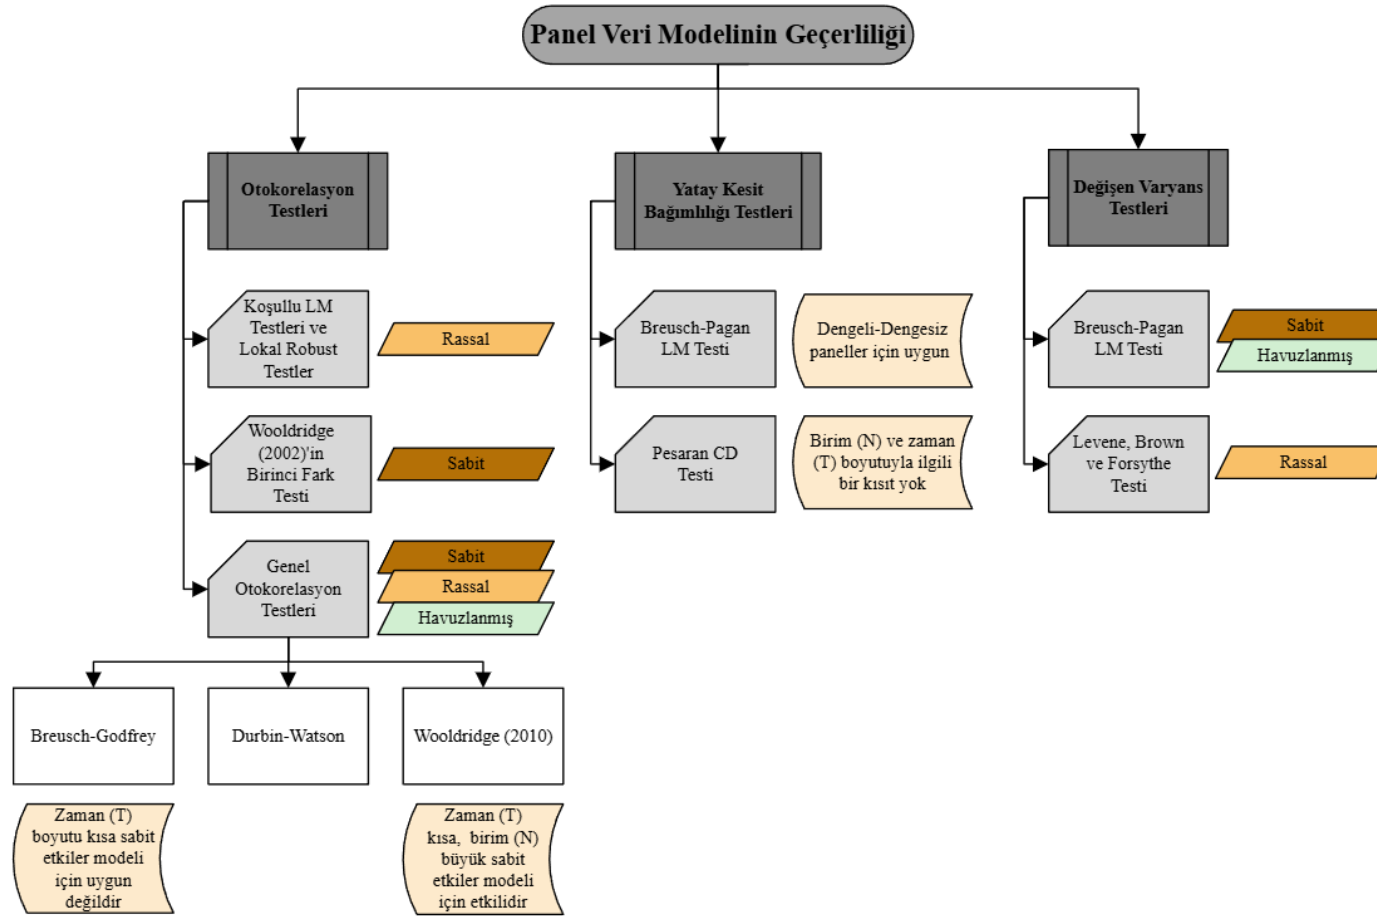 Panel Veri Modelinin Geçerliliği
Otokorelasyon
Testleri
Yatay Kesit
Bağımlılığı Testleri
Değişen Varyans
Testleri
Koşullu LM
Testleri ve
Lokal Robust
Testler
Rassal
Breusch-Pagan
LM Testi
Dengeli-Dengesiz
paneller için uygun
Breusch-Pagan
LM Testi
Sabit
Havuzlanmış
Wooldridge
(2002)'in
Birinci Fark
Testi
Sabit
Pesaran CD
Testi
Birim (N) ve zaman
(T) boyutuyla ilgili
bir kısıt yok
Levene, Brown
ve Forsythe
Testi
Rassal
Genel
Otokorelasyon
Testleri
Sabit
Rassal
Havuzlanmış
Breusch-Godfrey
Durbin-Watson
Wooldridge (2010)
Zaman (T)
boyutu kısa sabit
etkiler modeli
için uygun
değildir
Zaman (T)
kısa, birim (N)
büyük sabit
etkiler modeli
için etkilidir